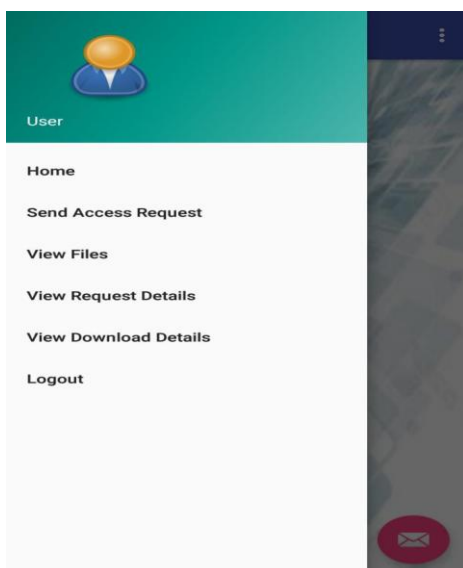 User
Home
Send Access Request
View Files
View Request Details
View Download Details
Logout